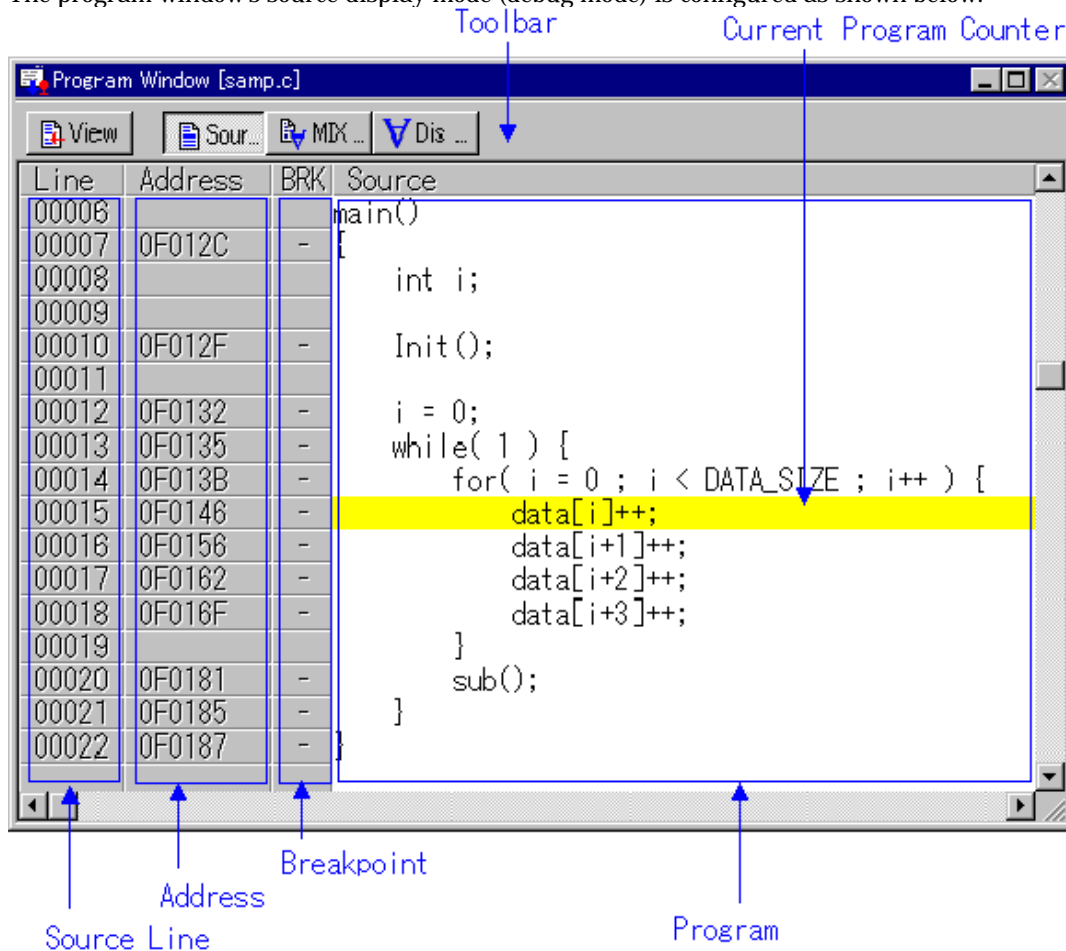 The program window's source display mode (debug mode) is configured as shown below.
Toolbar
Current Program Counter
Program Window [samp.c]
View Sour... MIX ... Dis ...
Line Address BRK Source
00006 main()
00007 0F012C - {
00008 int i;
00009
00010 0F012F - Init();
00011
00012 0F0132 - i = 0;
00013 0F0135 - while( 1 ) {
00014 0F013B - for( i = 0 ; i < DATA_SIZE ; i++ ) {
00015 0F0146 - data[i]++;
00016 0F0156 - data[i+1]++;
00017 0F0162 - data[i+2]++;
00018 0F016F - data[i+3]++;
00019 }
00020 0F0181 - sub();
00021 0F0185 - }
00022 0F0187 - }
Breakpoint
Address
Program
Source Line